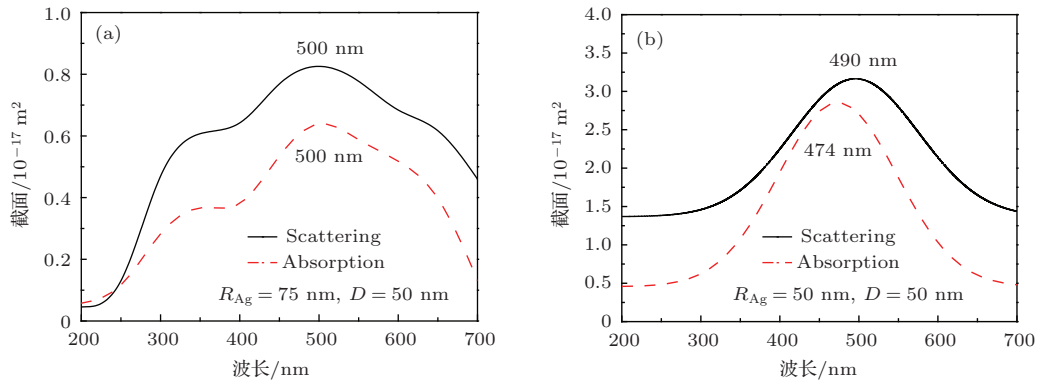 (a)
1.0
0.8
0.6
0.4
0.2
0
截面/10⁻¹⁷ m²
500 nm
500 nm
Scattering
Absorption
R_Ag = 75 nm, D = 50 nm
200 300 400 500 600 700
波长/nm
(b)
4.0
3.5
3.0
2.5
2.0
1.5
1.0
0.5
0
截面/10⁻¹⁷ m²
490 nm
474 nm
Scattering
Absorption
R_Ag = 50 nm, D = 50 nm
200 300 400 500 600 700
波长/nm